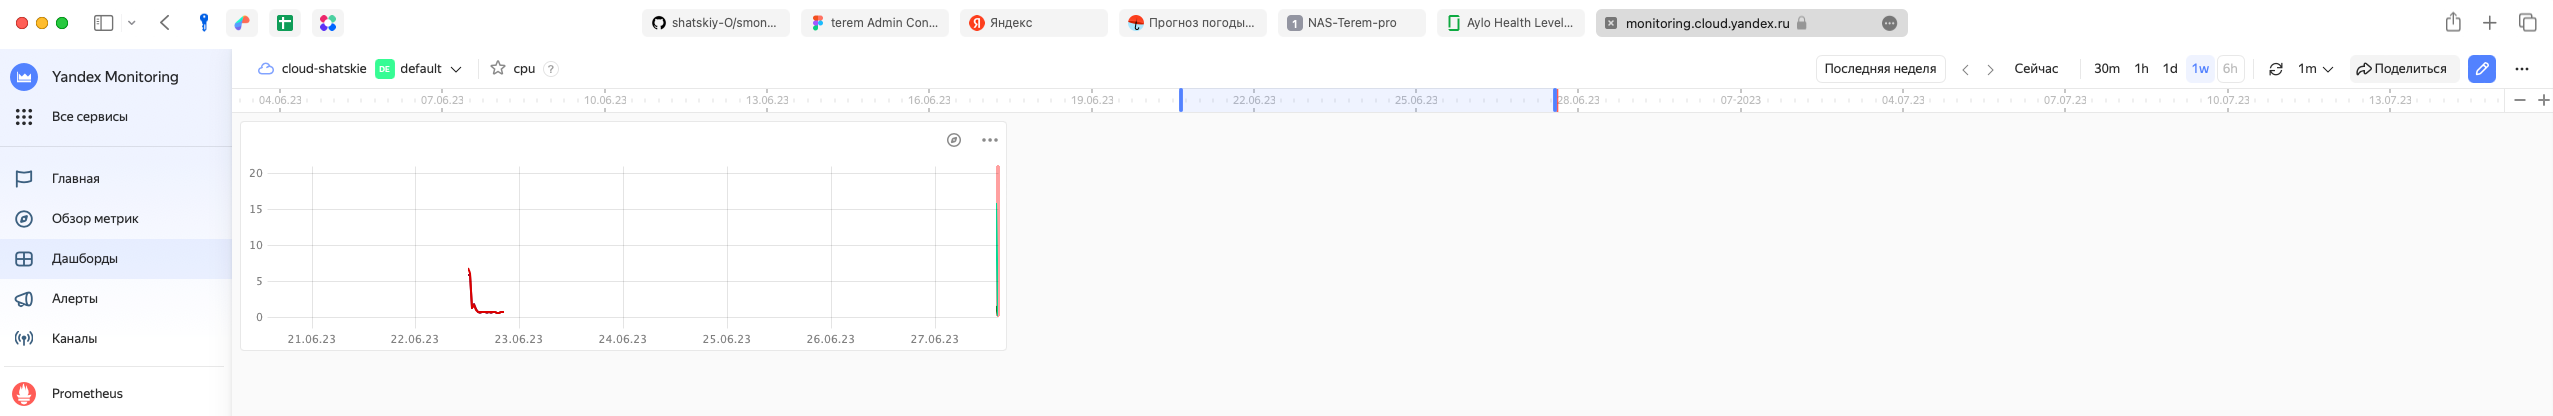 shatskiy-O/smon... terem Admin Con... Яндекс Прогноз погоды... 1 NAS-Terem-pro Aylo Health Level... monitoring.cloud.yandex.ru
Yandex Monitoring
Все сервисы
Главная
Обзор метрик
Дашборды
Алерты
Каналы
Prometheus
cloud-shatskie DE default cpu ? Последняя неделя Сейчас 30m 1h 1d 1w 6h 1m Поделиться
04.06.23 07.06.23 10.06.23 13.06.23 16.06.23 19.06.23 22.06.23 25.06.23 28.06.23 07-2023 04.07.23 07.07.23 10.07.23 13.07.23
20
15
10
5
0
21.06.23 22.06.23 23.06.23 24.06.23 25.06.23 26.06.23 27.06.23